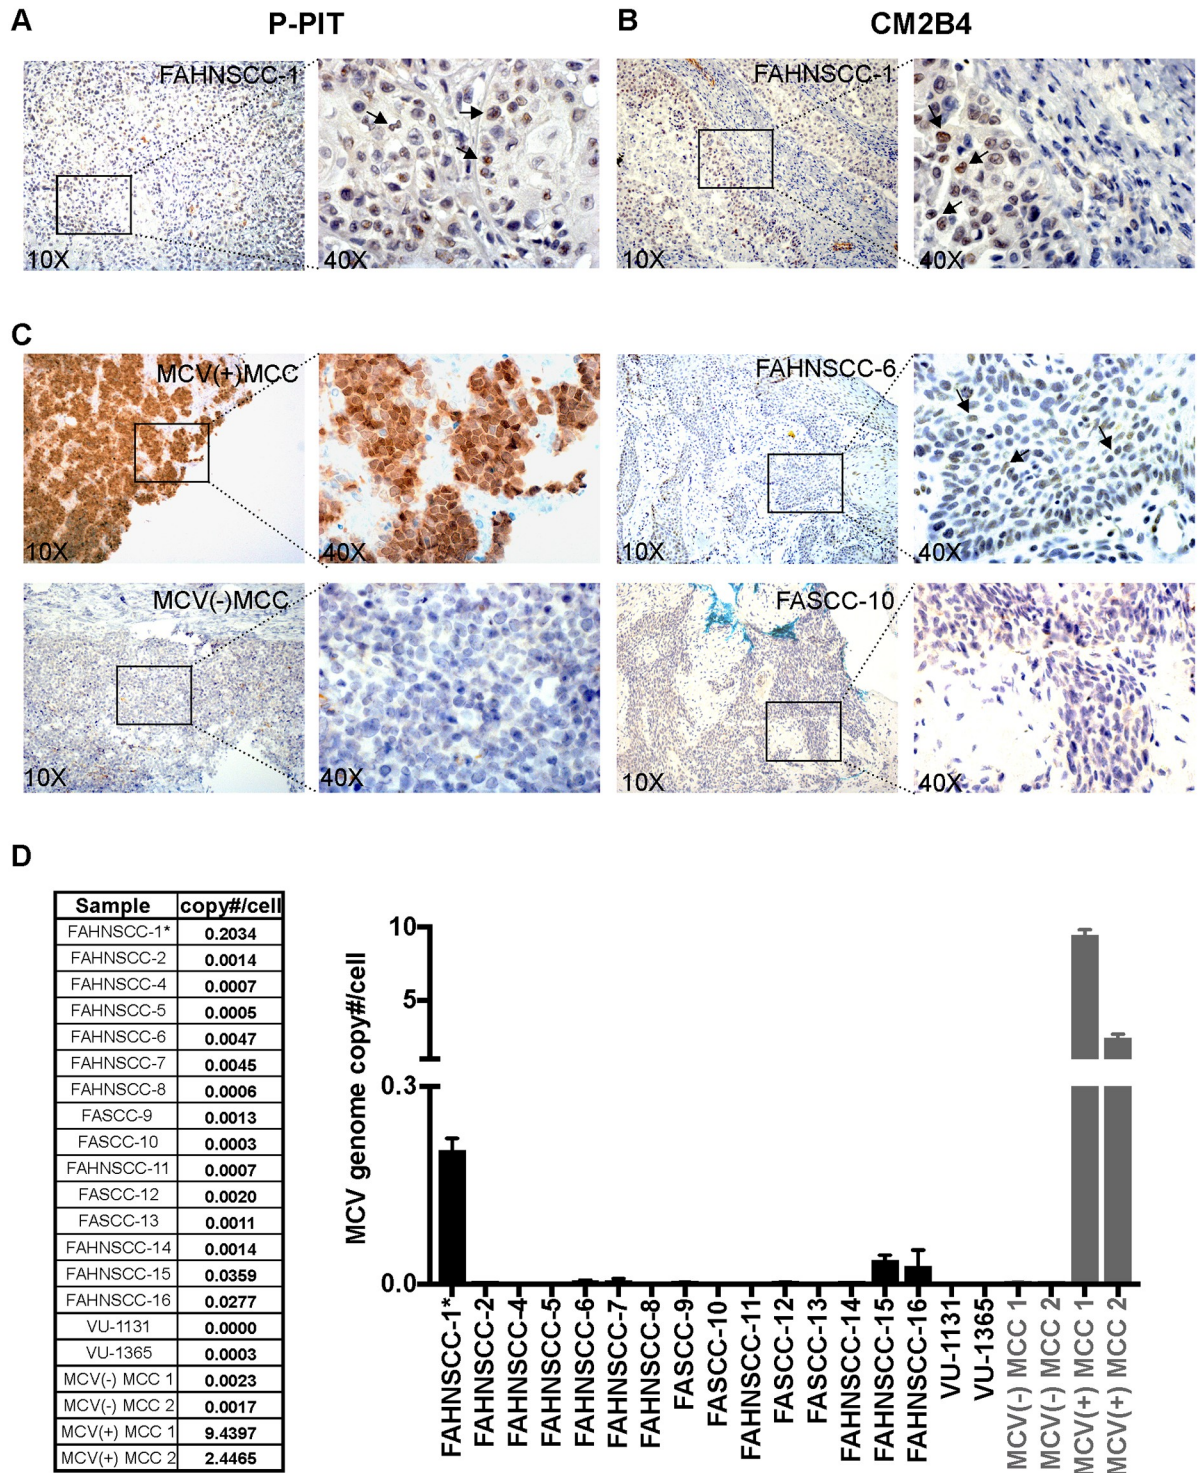 A
P-PIT
B
CM2B4
FAHNSCC-1
10X
40X
FAHNSCC-1
10X
40X
C
MCV(+)MCC
10X
40X
FAHNSCC-6
10X
40X
MCV(-)MCC
10X
40X
FASCC-10
10X
40X
D
Sample copy#/cell
FAHNSCC-1* 0.2034
FAHNSCC-2 0.0014
FAHNSCC-4 0.0007
FAHNSCC-5 0.0005
FAHNSCC-6 0.0047
FAHNSCC-7 0.0045
FAHNSCC-8 0.0006
FASCC-9 0.0013
FASCC-10 0.0003
FAHNSCC-11 0.0007
FASCC-12 0.0020
FASCC-13 0.0011
FAHNSCC-14 0.0014
FAHNSCC-15 0.0359
FAHNSCC-16 0.0277
VU-1131 0.0000
VU-1365 0.0003
MCV(-) MCC 1 0.0023
MCV(-) MCC 2 0.0017
MCV(+) MCC 1 9.4397
MCV(+) MCC 2 2.4465
MCV genome copy#/cell
10
5
0.3
0.0
FAHNSCC-1*
FAHNSCC-2
FAHNSCC-4
FAHNSCC-5
FAHNSCC-6
FAHNSCC-7
FAHNSCC-8
FASCC-9
FASCC-10
FAHNSCC-11
FASCC-12
FASCC-13
FAHNSCC-14
FAHNSCC-15
FAHNSCC-16
VU-1131
VU-1365
MCV(-) MCC 1
MCV(-) MCC 2
MCV(+) MCC 1
MCV(+) MCC 2